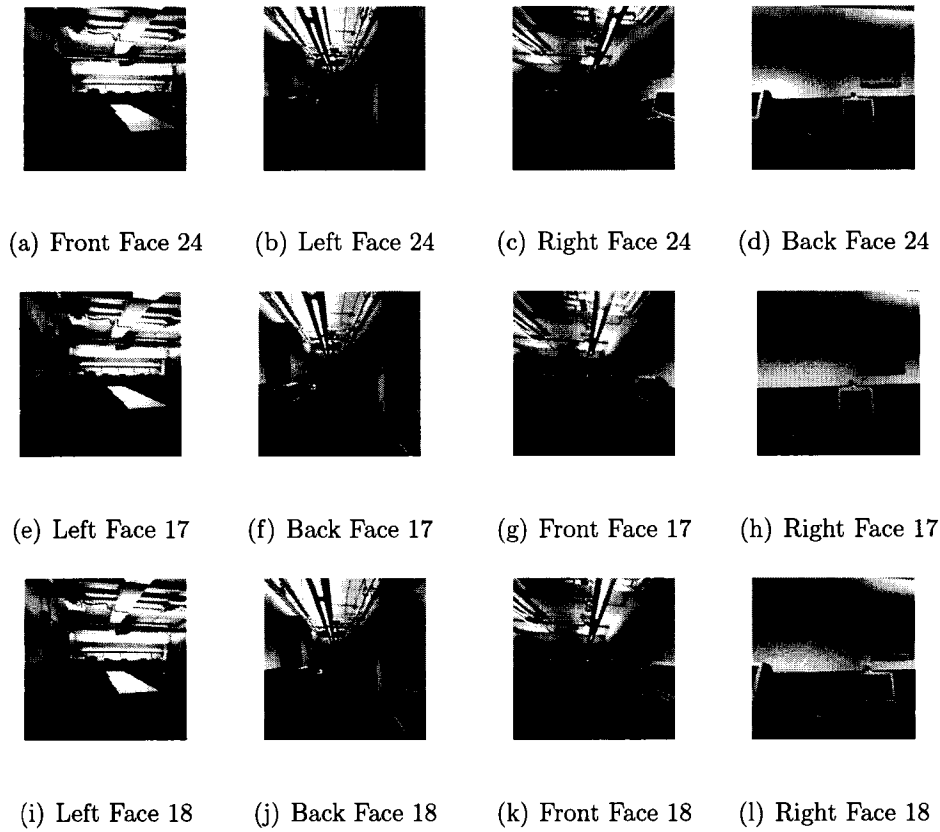 (a) Front Face 24
(b) Left Face 24
(c) Right Face 24
(d) Back Face 24
(e) Left Face 17
(f) Back Face 17
(g) Front Face 17
(h) Right Face 17
(i) Left Face 18
(j) Back Face 18
(k) Front Face 18
(l) Right Face 18